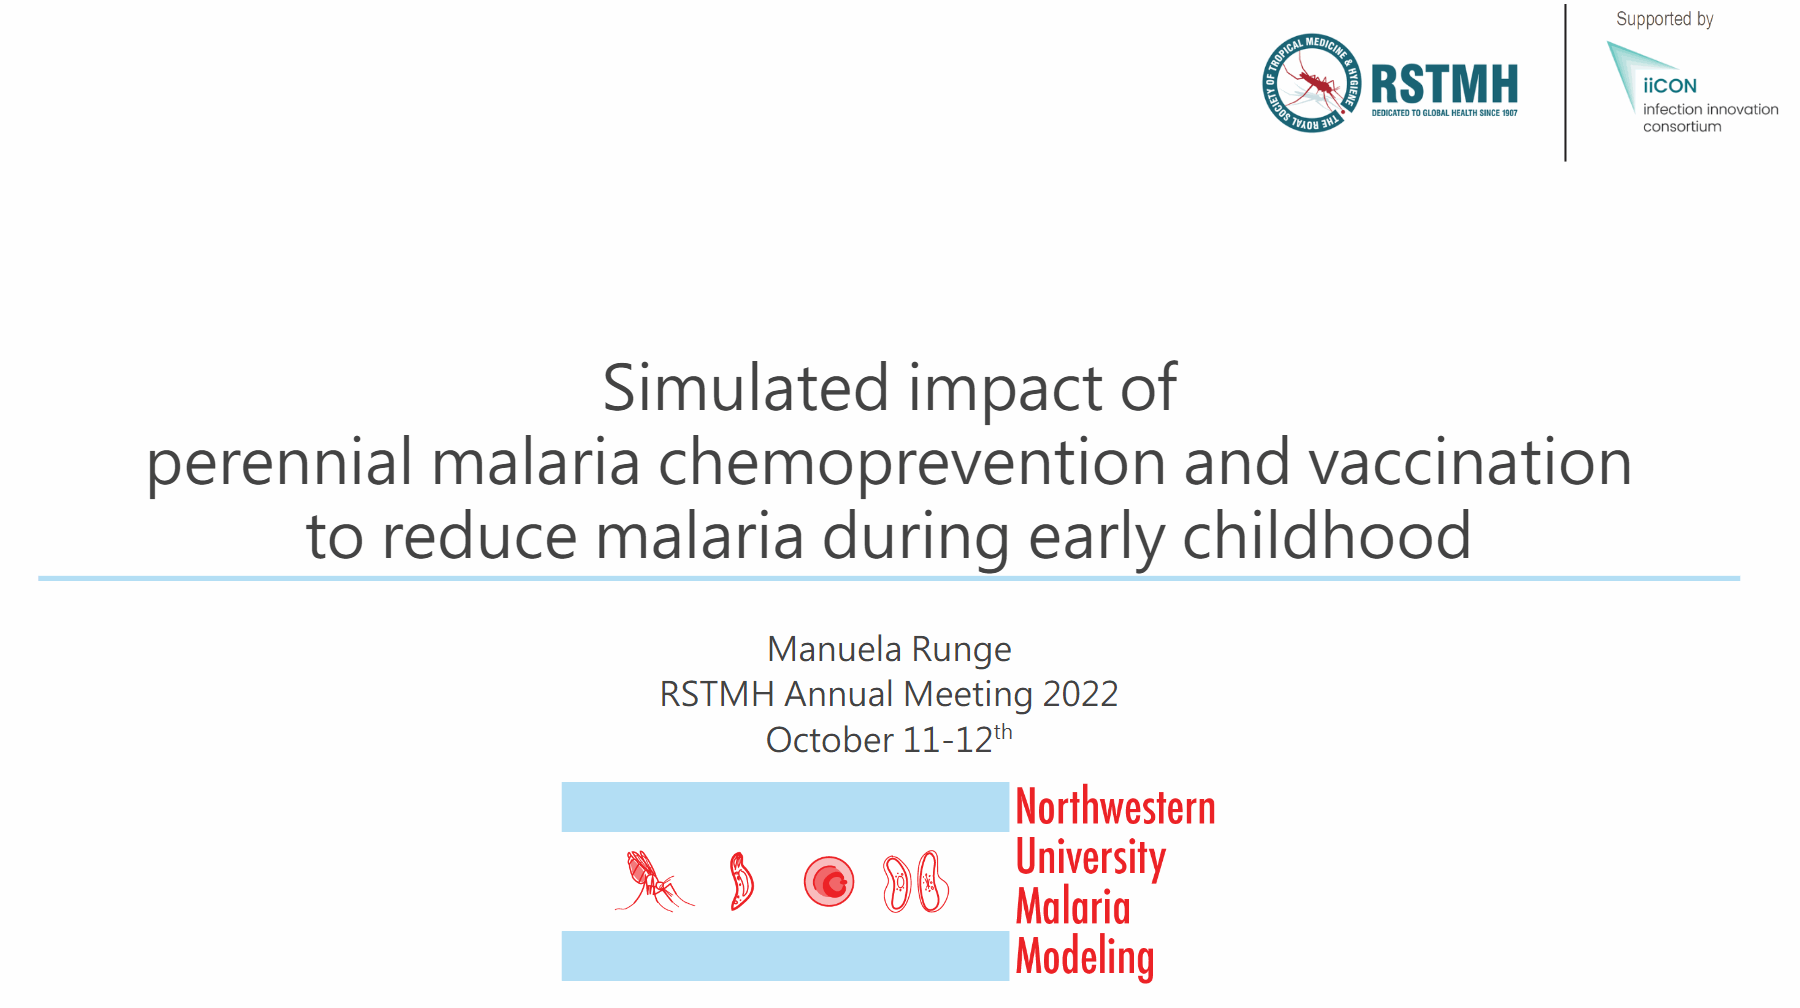 Supported by
THE ROYAL SOCIETY OF TROPICAL MEDICINE & HYGIENE
RSTMH
DEDICATED TO GLOBAL HEALTH SINCE 1907
iiCON
infection innovation
consortium
Simulated impact of
perennial malaria chemoprevention and vaccination
to reduce malaria during early childhood
Manuela Runge
RSTMH Annual Meeting 2022
October 11-12th
Northwestern
University
Malaria
Modeling